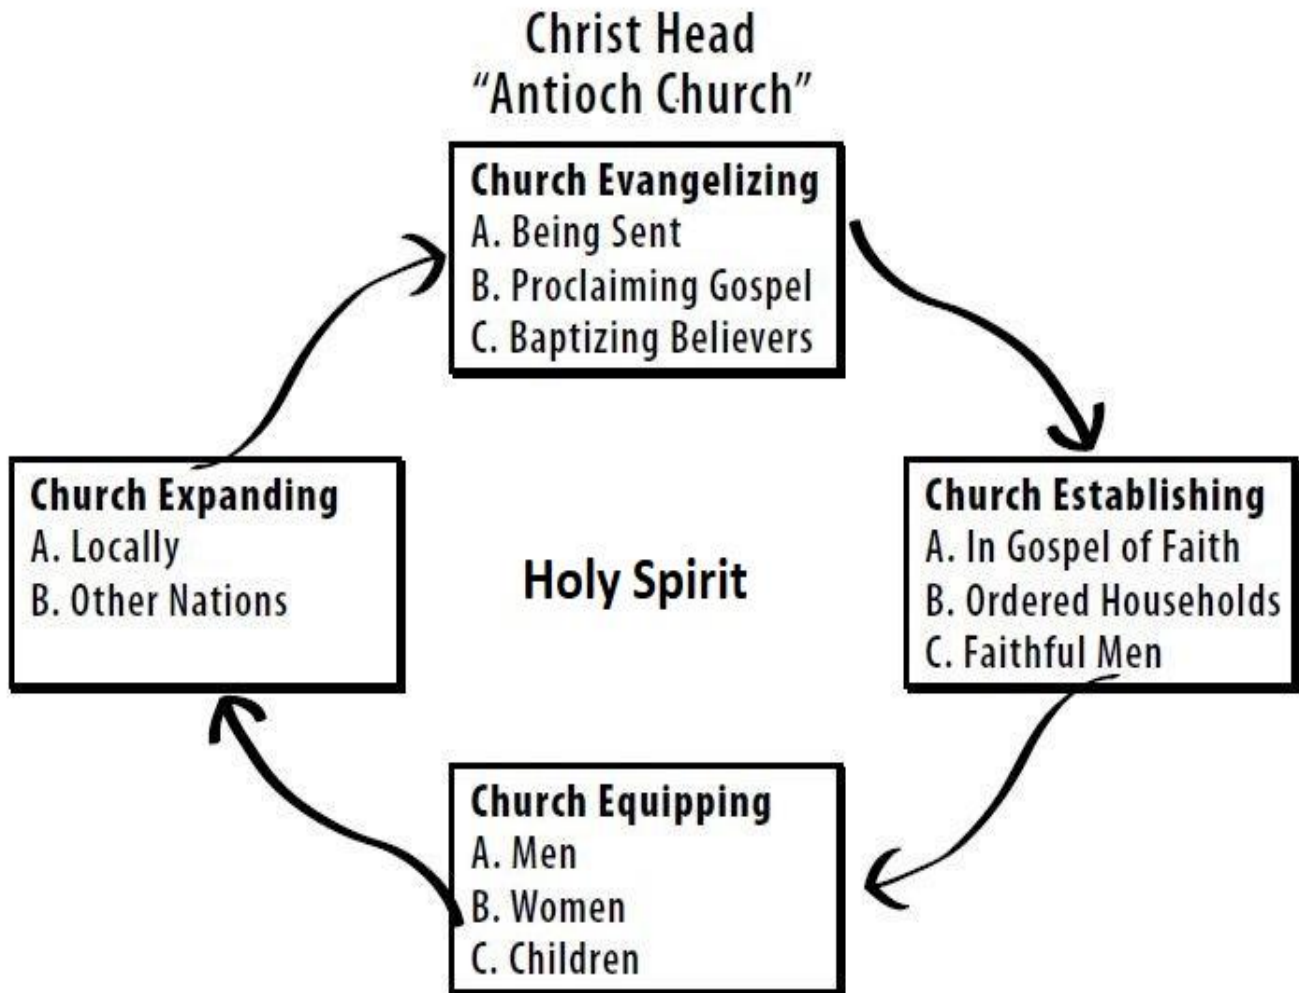 Christ Head
“Antioch Church”
Church Evangelizing
A. Being Sent
B. Proclaiming Gospel
C. Baptizing Believers
Church Expanding
A. Locally
B. Other Nations
Holy Spirit
Church Establishing
A. In Gospel of Faith
B. Ordered Households
C. Faithful Men
Church Equipping
A. Men
B. Women
C. Children